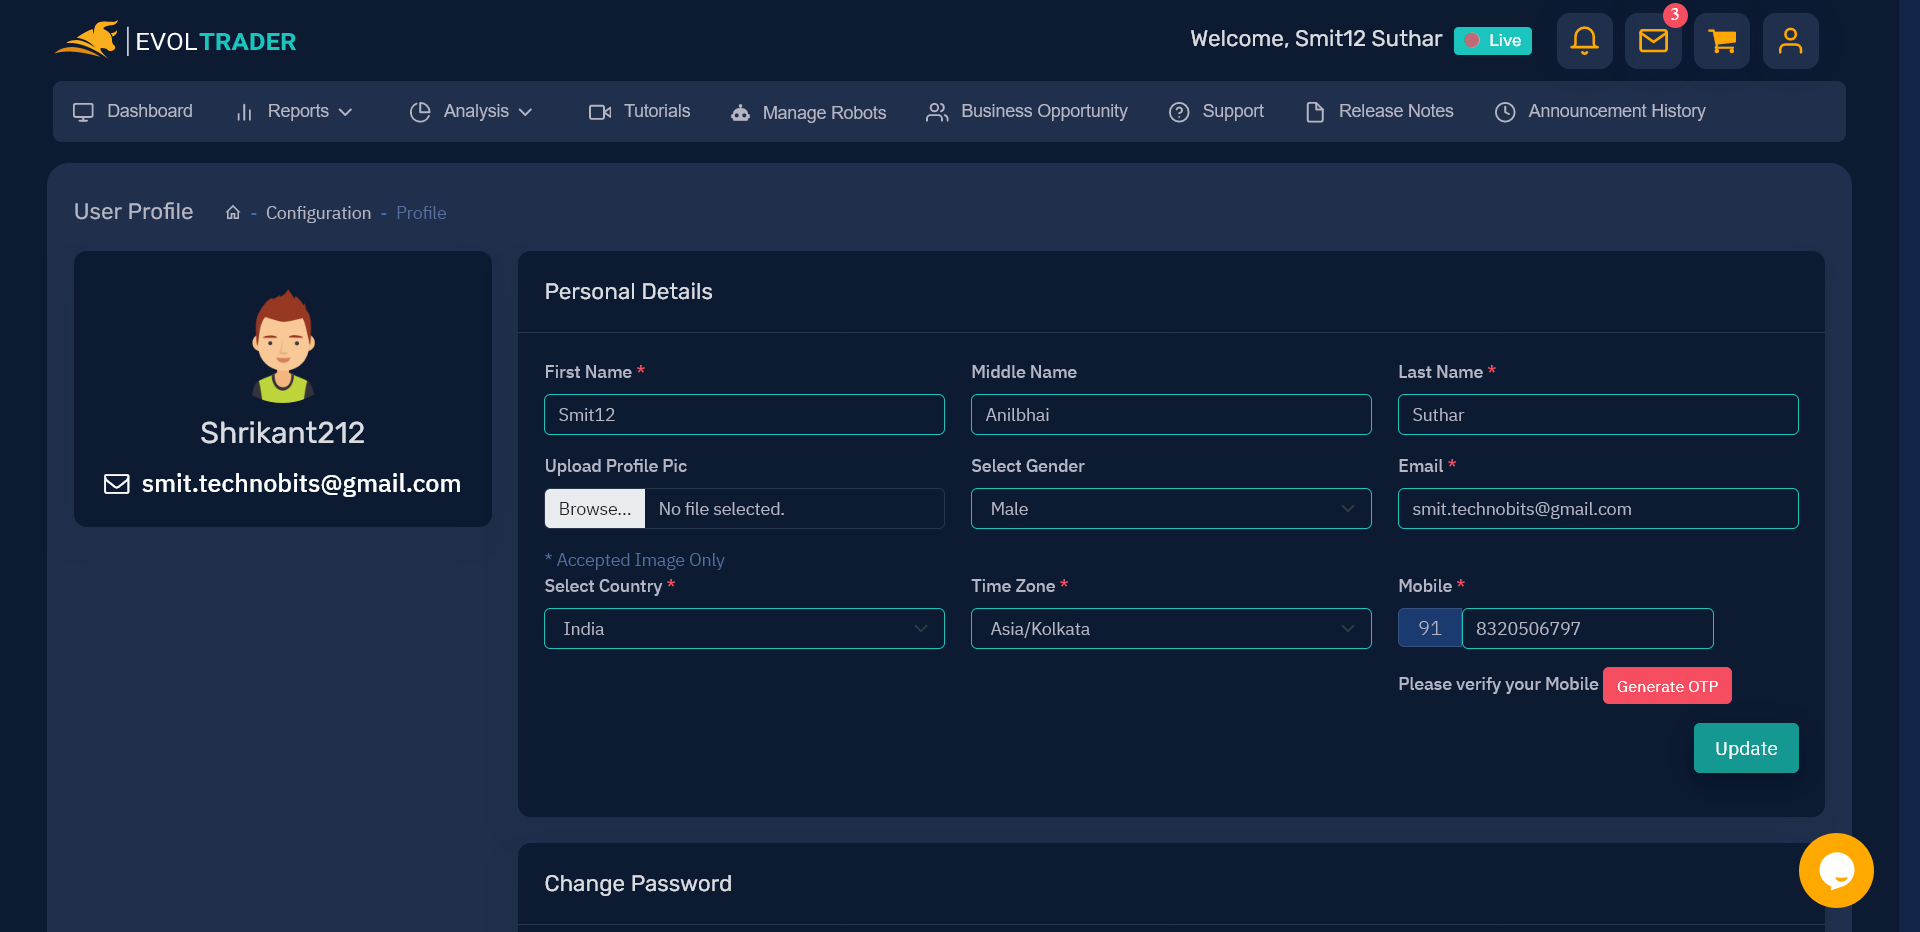 EVOLTRADER
Welcome, Smit12 Suthar
Live
3
Dashboard
Reports
Analysis
Tutorials
Manage Robots
Business Opportunity
Support
Release Notes
Announcement History
User Profile
- Configuration - Profile
Shrikant212
smit.technobits@gmail.com
Personal Details
First Name *
Middle Name
Last Name *
Smit12
Anilbhai
Suthar
Upload Profile Pic
Select Gender
Email *
Browse... No file selected.
Male
smit.technobits@gmail.com
* Accepted Image Only
Select Country *
Time Zone *
Mobile *
India
Asia/Kolkata
91 8320506797
Please verify your Mobile Generate OTP
Update
Change Password